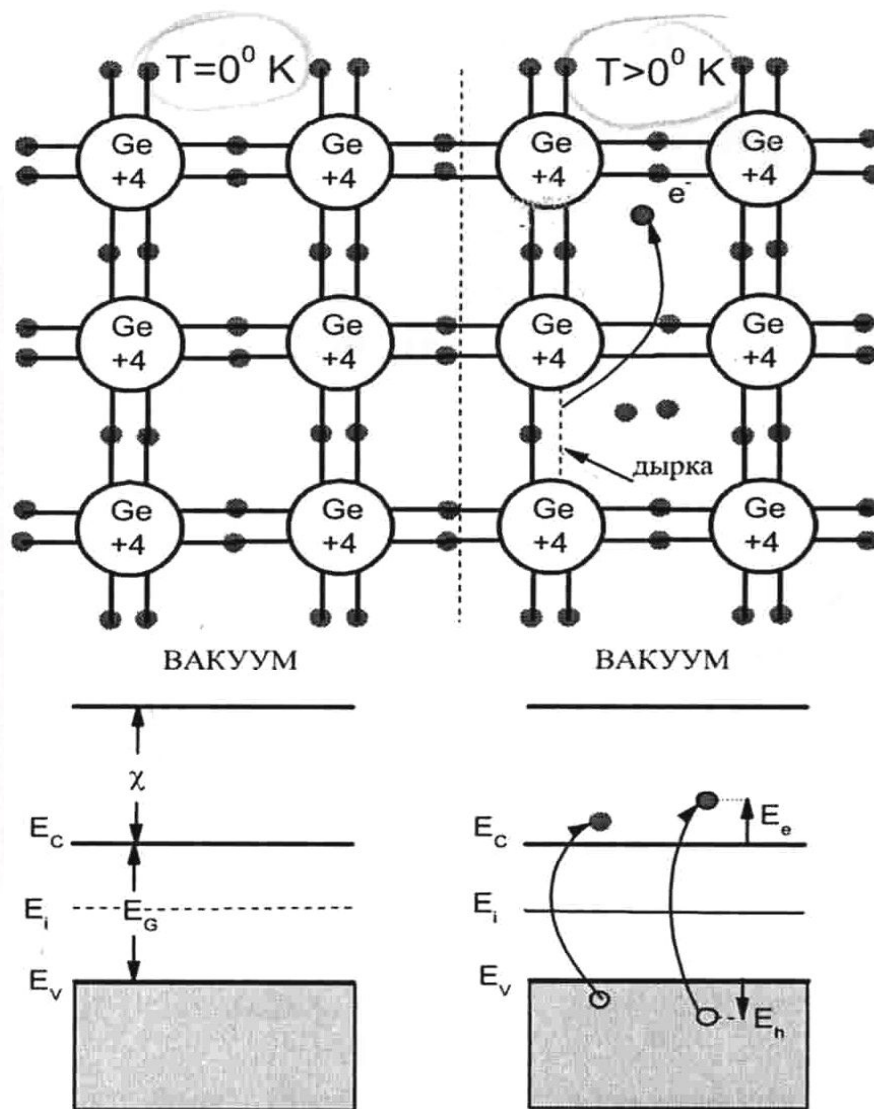 T=0⁰ K
T>0⁰ K
Ge +4
Ge +4
Ge +4
Ge +4
e⁻
Ge +4
Ge +4
Ge +4
Ge +4
дырка
Ge +4
Ge +4
Ge +4
Ge +4
ВАКУУМ
ВАКУУМ
χ
E_C
E_i
E_G
E_V
E_C
E_e
E_i
E_V
E_h